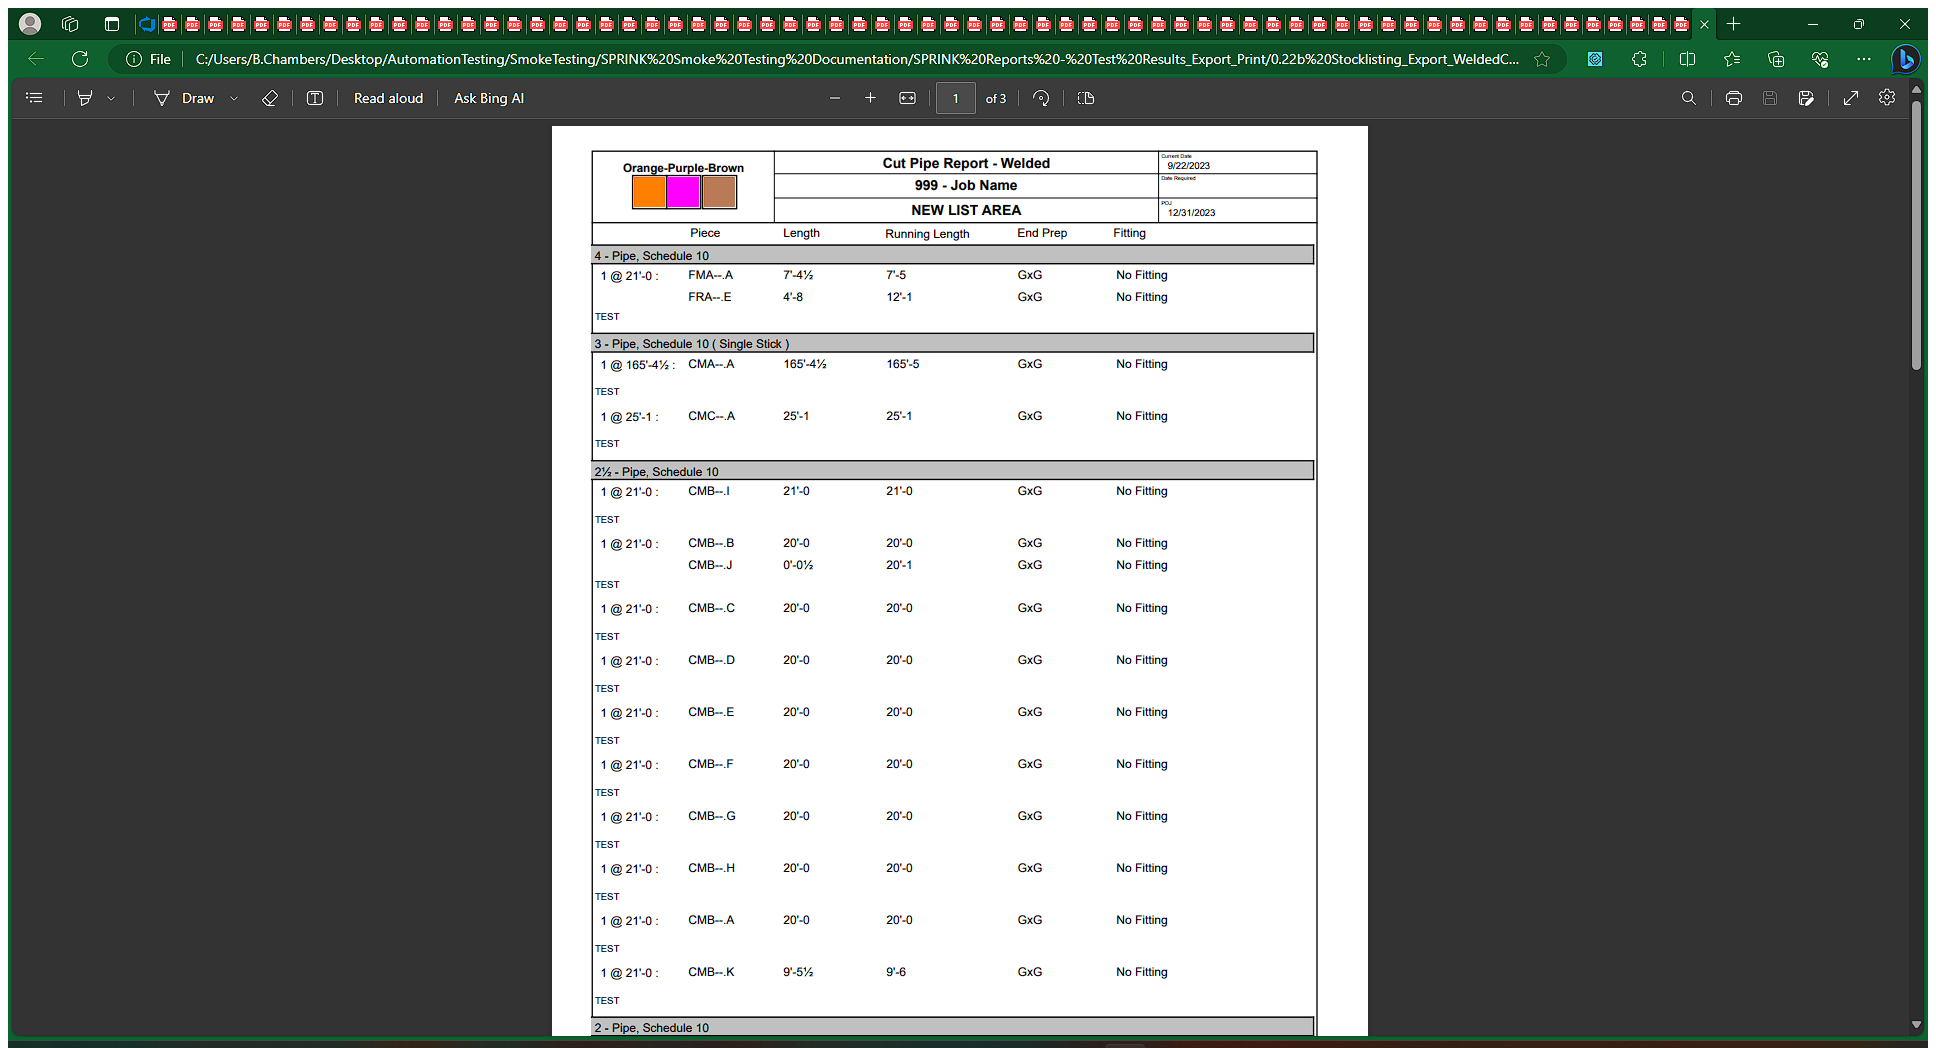 File
C:/Users/B.Chambers/Desktop/AutomationTesting/SmokeTesting/SPRINK%20Smoke%20Testing%20Documentation/SPRINK%20Reports%20-%20Test%20Results_Export_Print/0.22b%20Stocklisting_Export_WeldedC...
Draw
Read aloud
Ask Bing AI
1 of 3
Orange-Purple-Brown
Cut Pipe Report - Welded
999 - Job Name
NEW LIST AREA
Current Date
9/22/2023
Date Required
POJ
12/31/2023
Piece Length Running Length End Prep Fitting
4 - Pipe, Schedule 10
1 @ 21'-0 : FMA--.A 7'-4½ 7'-5 GxG No Fitting
FRA--.E 4'-8 12'-1 GxG No Fitting
TEST
3 - Pipe, Schedule 10 ( Single Stick )
1 @ 165'-4½ : CMA--.A 165'-4½ 165'-5 GxG No Fitting
TEST
1 @ 25'-1 : CMC--.A 25'-1 25'-1 GxG No Fitting
TEST
2½ - Pipe, Schedule 10
1 @ 21'-0 : CMB--.I 21'-0 21'-0 GxG No Fitting
TEST
1 @ 21'-0 : CMB--.B 20'-0 20'-0 GxG No Fitting
CMB--.J 0'-0½ 20'-1 GxG No Fitting
TEST
1 @ 21'-0 : CMB--.C 20'-0 20'-0 GxG No Fitting
TEST
1 @ 21'-0 : CMB--.D 20'-0 20'-0 GxG No Fitting
TEST
1 @ 21'-0 : CMB--.E 20'-0 20'-0 GxG No Fitting
TEST
1 @ 21'-0 : CMB--.F 20'-0 20'-0 GxG No Fitting
TEST
1 @ 21'-0 : CMB--.G 20'-0 20'-0 GxG No Fitting
TEST
1 @ 21'-0 : CMB--.H 20'-0 20'-0 GxG No Fitting
TEST
1 @ 21'-0 : CMB--.A 20'-0 20'-0 GxG No Fitting
TEST
1 @ 21'-0 : CMB--.K 9'-5½ 9'-6 GxG No Fitting
TEST
2 - Pipe, Schedule 10